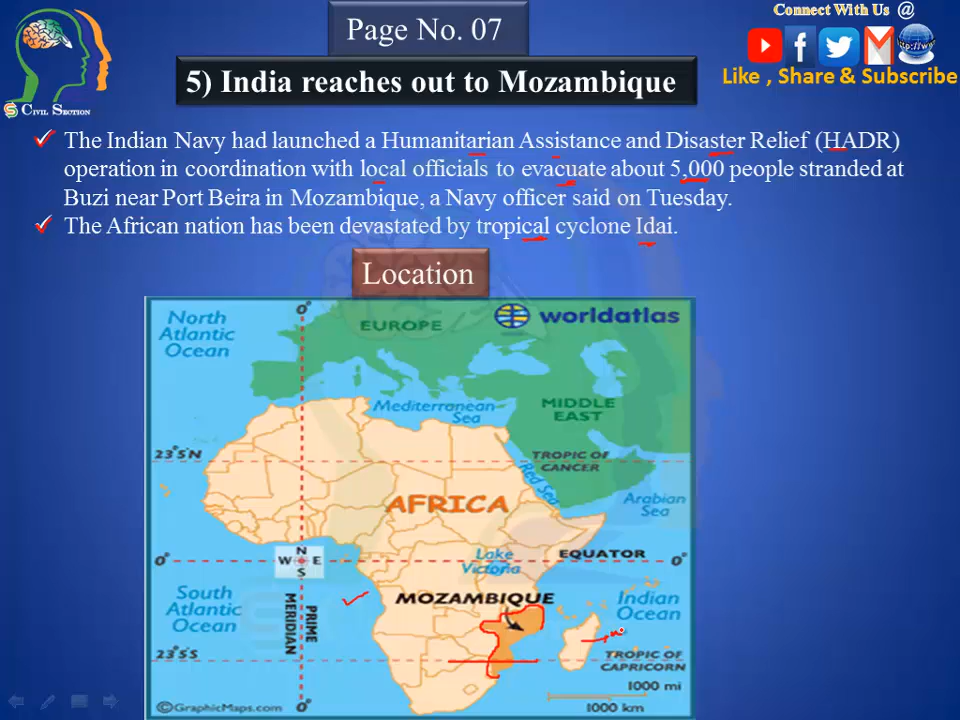 Page No. 07
Connect With Us @
5) India reaches out to Mozambique
Like , Share & Subscribe
CIVIL SECTION
The Indian Navy had launched a Humanitarian Assistance and Disaster Relief (HADR)
operation in coordination with local officials to evacuate about 5,000 people stranded at
Buzi near Port Beira in Mozambique, a Navy officer said on Tuesday.
The African nation has been devastated by tropical cyclone Idai.
Location
North
Atlantic
Ocean
0°
EUROPE
worldatlas
Mediterranean
Sea
MIDDLE
EAST
23°5'N
TROPIC OF
CANCER
Red Sea
AFRICA
Arabian
Sea
0°
N
W E
S
Lake
Victoria
EQUATOR
0°
South
Atlantic
Ocean
PRIME
MERIDIAN
MOZAMBIQUE
Indian
Ocean
23°5'S
TROPIC OF
CAPRICORN
1000 mi
1000 km
©GraphicMaps.com
0°